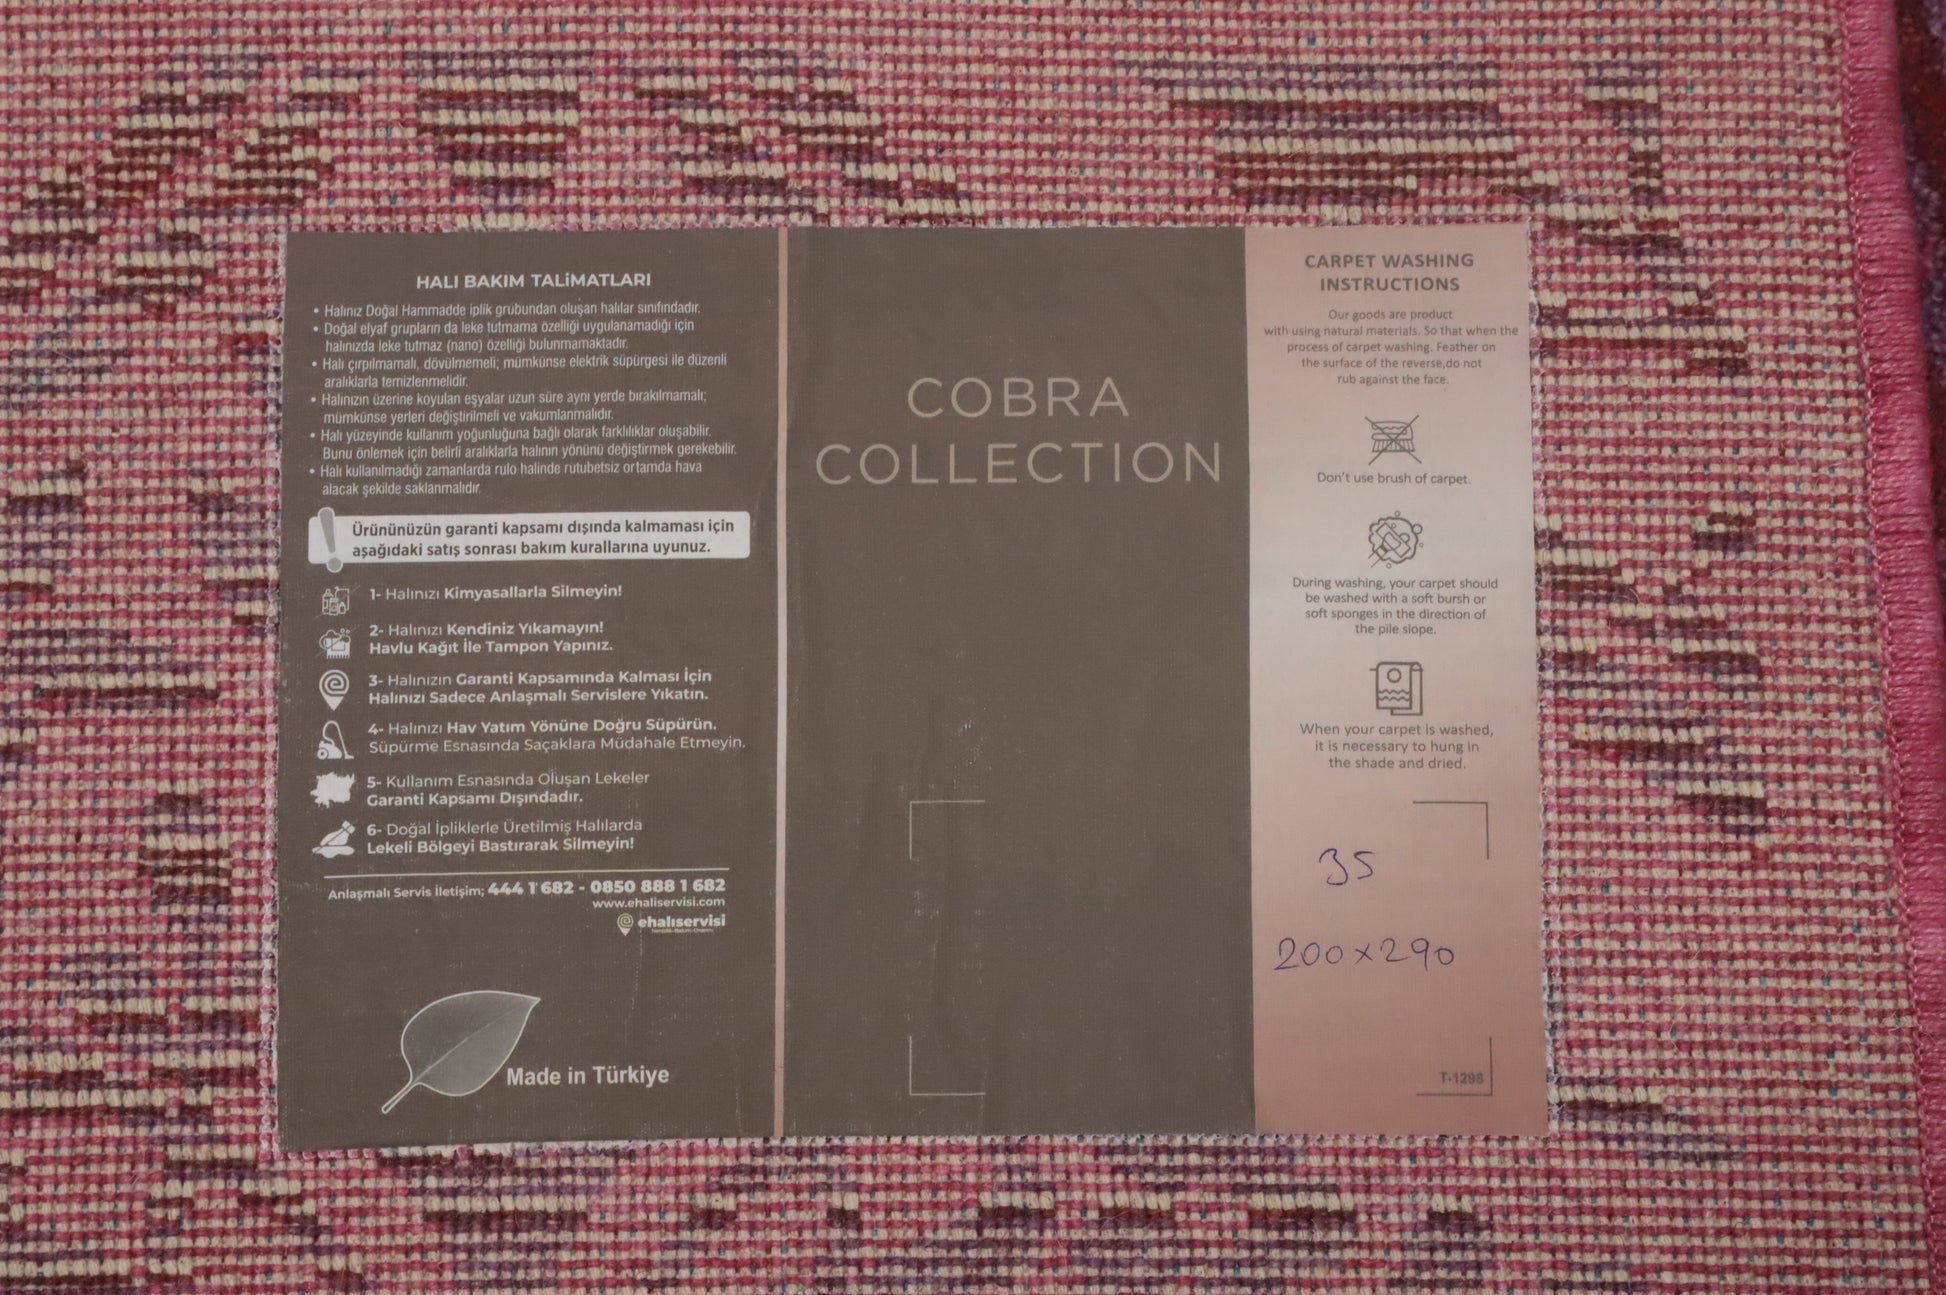 HALI BAKIM TALİMATLARI
• Halınız Doğal Hammadde iplik grubundan oluşan halılar sınıfındadır.
• Doğal elyaf grupların da leke tutmama özelliği uygulanamadığı için
halınızda leke tutmaz (nano) özelliği bulunmamaktadır.
• Halı çırpılmamalı, dövülmemeli; mümkünse elektrik süpürgesi ile düzenli
aralıklarla temizlenmelidir.
• Halınızın üzerine koyulan eşyalar uzun süre aynı yerde bırakılmamalı;
mümkünse yerleri değiştirilmeli ve vakumlanmalıdır.
• Halı yüzeyinde kullanım yoğunluğuna bağlı olarak farklılıklar oluşabilir.
Bunu önlemek için belirli aralıklarla halının yönünü değiştirmek gerekebilir.
• Halı kullanılmadığı zamanlarda rulo halinde rutubetsiz ortamda hava
alacak şekilde saklanmalıdır.
Ürününüzün garanti kapsamı dışında kalmaması için
aşağıdaki satış sonrası bakım kurallarına uyunuz.
1- Halınızı Kimyasallarla Silmeyin!
2- Halınızı Kendiniz Yıkamayın!
Havlu Kağıt İle Tampon Yapınız.
3- Halınızın Garanti Kapsamında Kalması İçin
Halınızı Sadece Anlaşmalı Servislere Yıkatın.
4- Halınızı Hav Yatım Yönüne Doğru Süpürün.
Süpürme Esnasında Saçaklara Müdahale Etmeyin.
5- Kullanım Esnasında Oluşan Lekeler
Garanti Kapsamı Dışındadır.
6- Doğal İpliklerle Üretilmiş Halılarda
Lekeli Bölgeyi Bastırarak Silmeyin!
Anlaşmalı Servis İletişim; 444 1 682 - 0850 888 1 682
www.ehaliservisi.com
ehalıservisi
Made in Türkiye
COBRA
COLLECTION
CARPET WASHING
INSTRUCTIONS
Our goods are product
with using natural materials. So that when the
process of carpet washing. Feather on
the surface of the reverse,do not
rub against the face.
Don't use brush of carpet.
During washing, your carpet should
be washed with a soft bursh or
soft sponges in the direction of
the pile slope.
When your carpet is washed,
it is necessary to hung in
the shade and dried.
35
200x290
T-1298